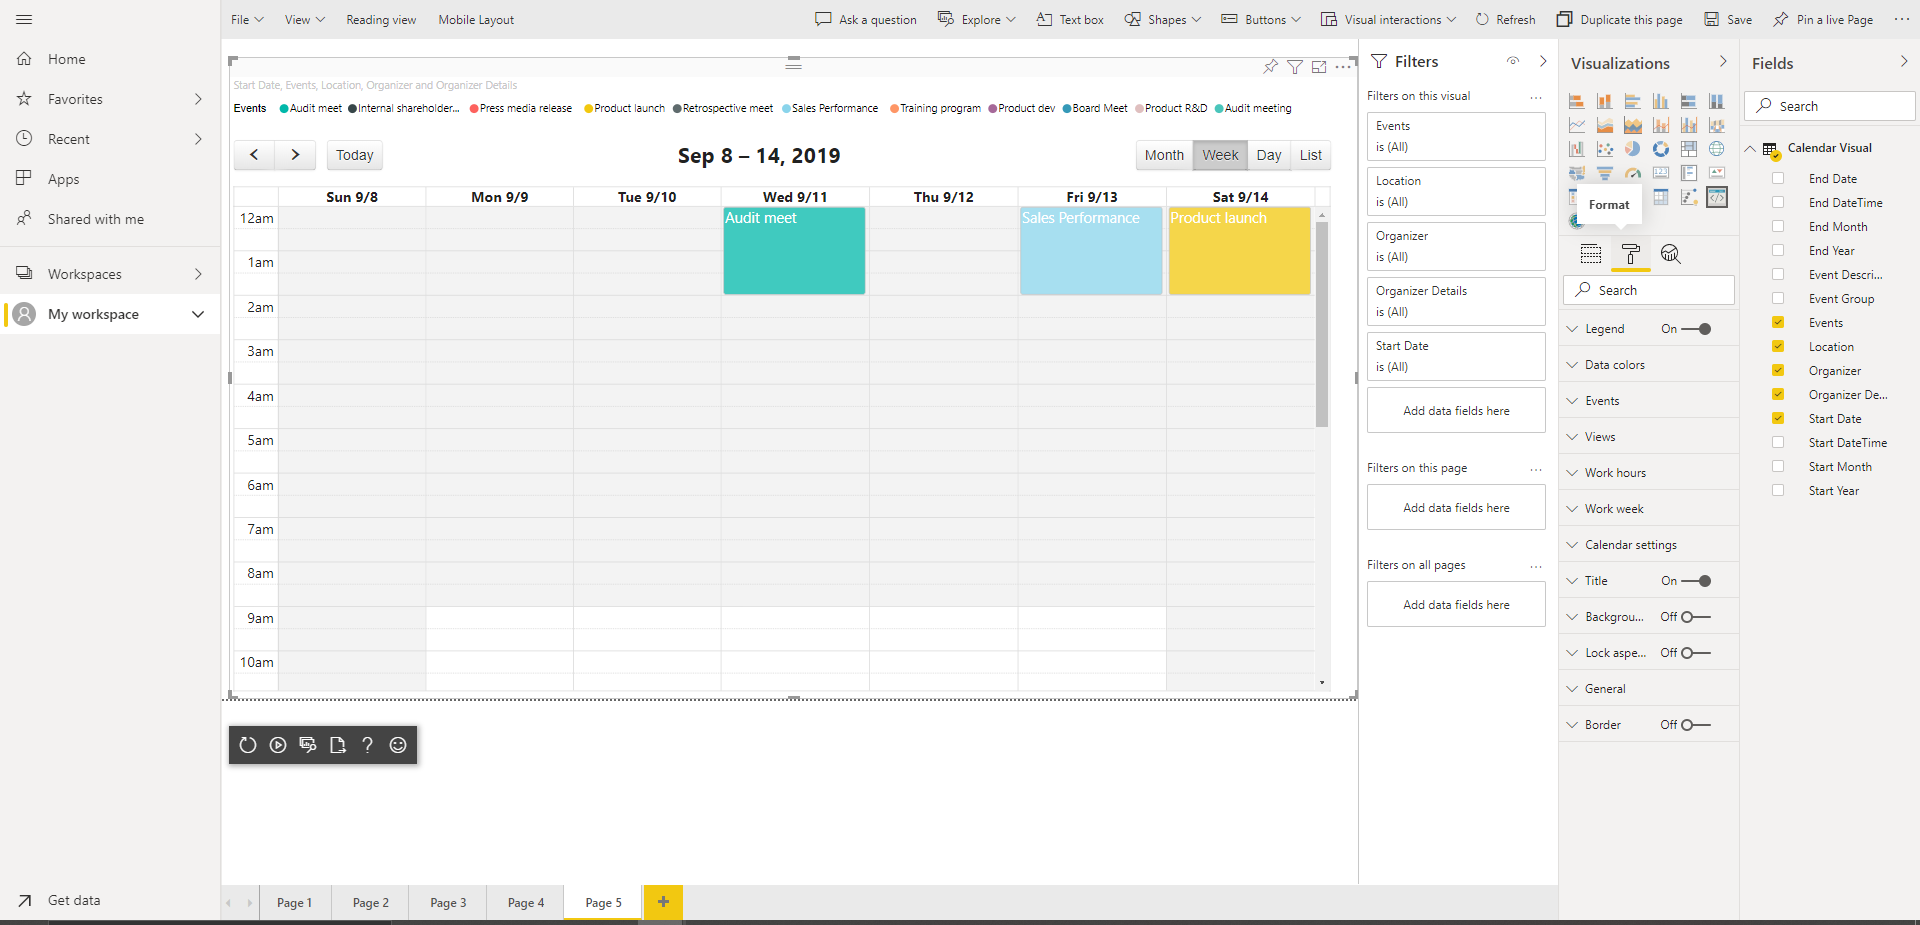 File View Reading view Mobile Layout Ask a question Explore Text box Shapes Buttons Visual interactions Refresh Duplicate this page Save Pin a live Page
Home
Favorites
Recent
Apps
Shared with me
Workspaces
My workspace
Get data
Start Date, Events, Location, Organizer and Organizer Details
Events Audit meet Internal shareholder... Press media release Product launch Retrospective meet Sales Performance Training program Product dev Board Meet Product R&D Audit meeting
Today
Sep 8 – 14, 2019
Month Week Day List
Sun 9/8 Mon 9/9 Tue 9/10 Wed 9/11 Thu 9/12 Fri 9/13 Sat 9/14
12am Audit meet Sales Performance Product launch
1am
2am
3am
4am
5am
6am
7am
8am
9am
10am
Page 1 Page 2 Page 3 Page 4 Page 5 +
Filters
Filters on this visual ...
Events
is (All)
Location
is (All)
Organizer
is (All)
Organizer Details
is (All)
Start Date
is (All)
Add data fields here
Filters on this page ...
Add data fields here
Filters on all pages ...
Add data fields here
Visualizations
Format
Search
Legend On
Data colors
Events
Views
Work hours
Work week
Calendar settings
Title On
Backgrou... Off
Lock aspe... Off
General
Border Off
Fields
Search
Calendar Visual
End Date
End DateTime
End Month
End Year
Event Descri...
Event Group
Events
Location
Organizer
Organizer De...
Start Date
Start DateTime
Start Month
Start Year